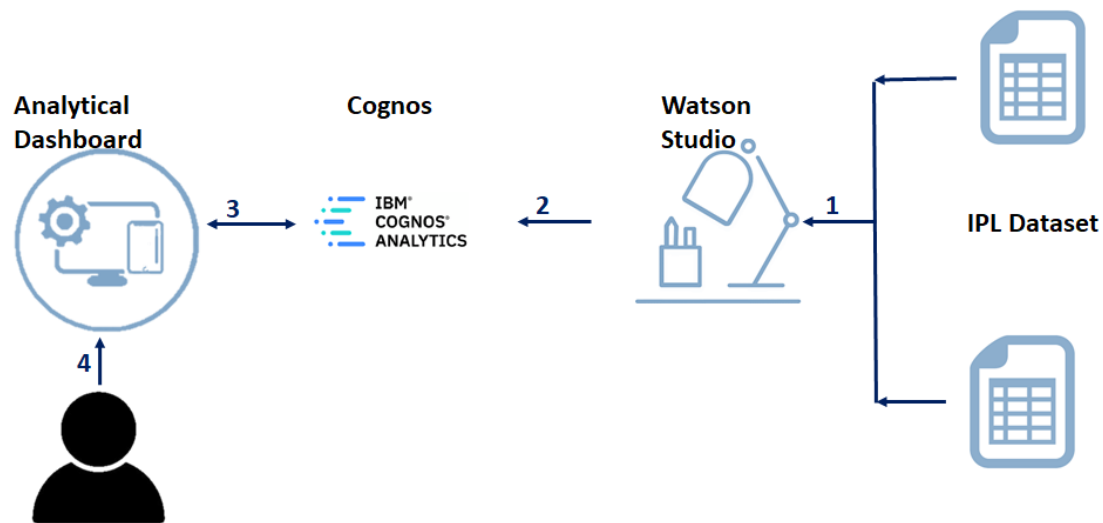 Analytical
Dashboard
Cognos
Watson
Studio
IPL Dataset
IBM®
COGNOS®
ANALYTICS
3
2
1
4